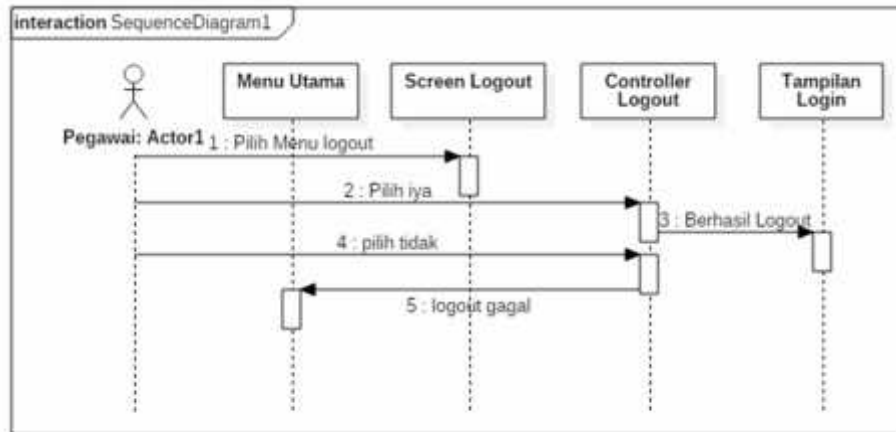 interaction SequenceDiagram1
Menu Utama
Screen Logout
Controller
Logout
Tampilan
Login
Pegawai: Actor1
1 : Pilih Menu logout
2 : Pilih iya
3 : Berhasil Logout
4 : pilih tidak
5 : logout gagal